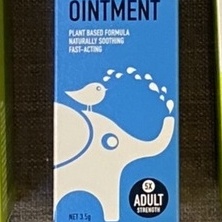 OINTMENT
PLANT BASED FORMULA
NATURALLY SOOTHING
FAST-ACTING
5X
ADULT
STRENGTH
NET 3.5g